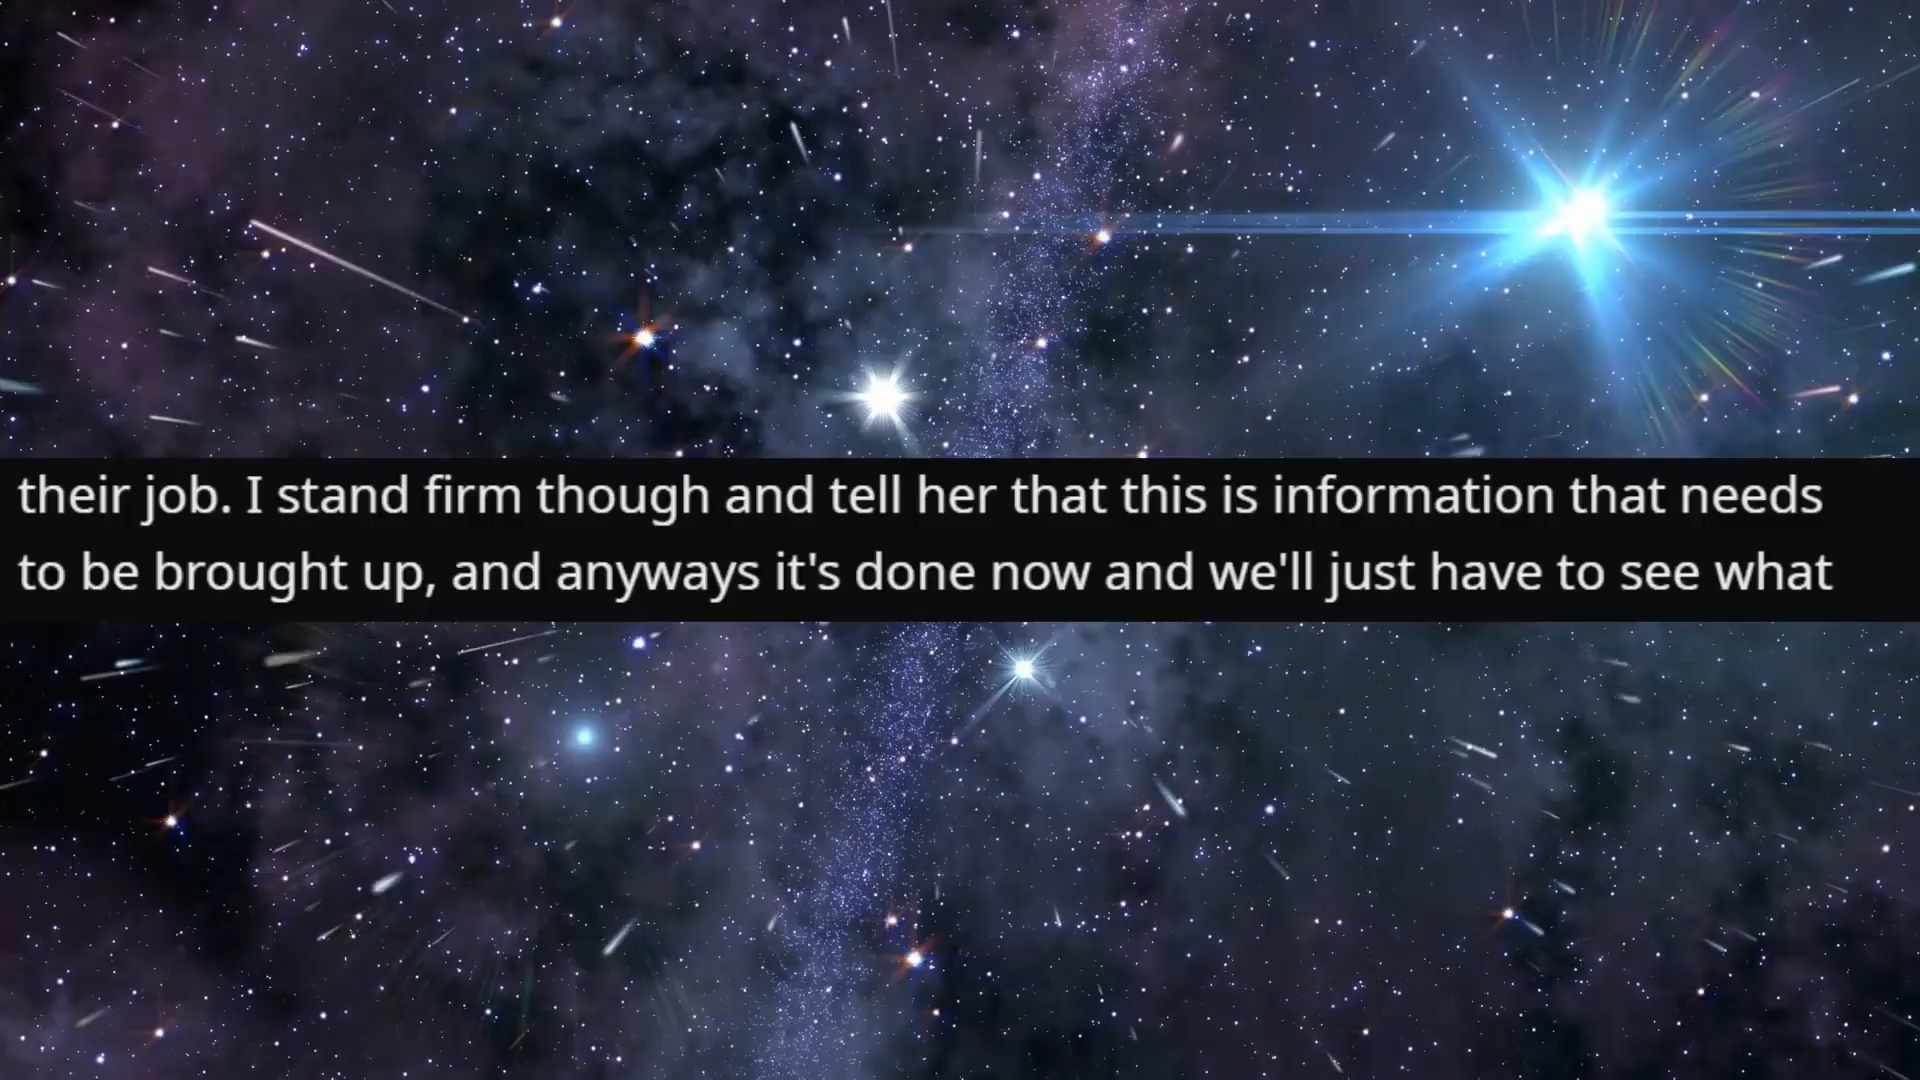 their job. I stand firm though and tell her that this is information that needs
to be brought up, and anyways it's done now and we'll just have to see what